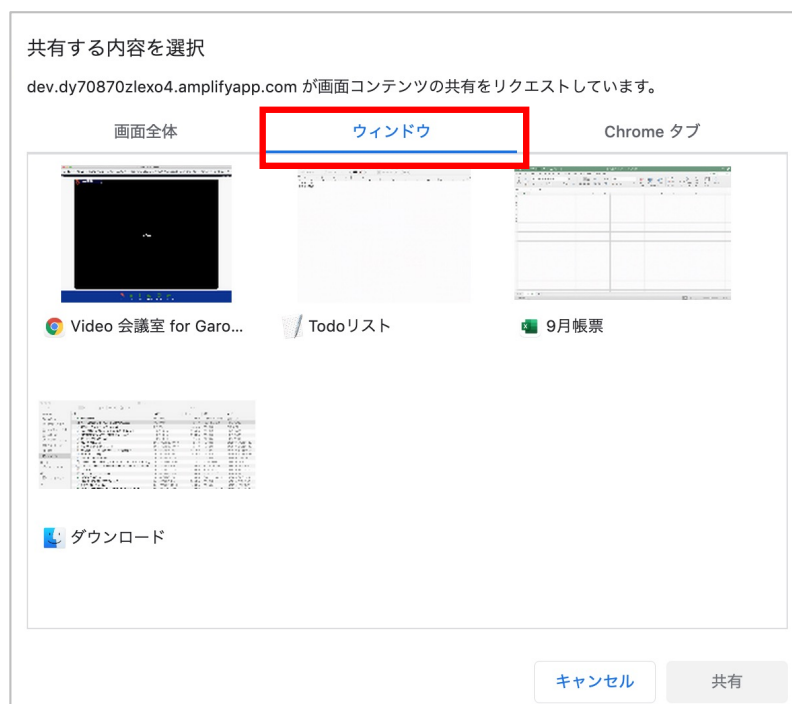 共有する内容を選択
dev.dy70870zlexo4.amplifyapp.com が画面コンテンツの共有をリクエストしています。
画面全体
ウィンドウ
Chrome タブ
Video 会議室 for Garo...
Todoリスト
9月帳票
ダウンロード
キャンセル
共有